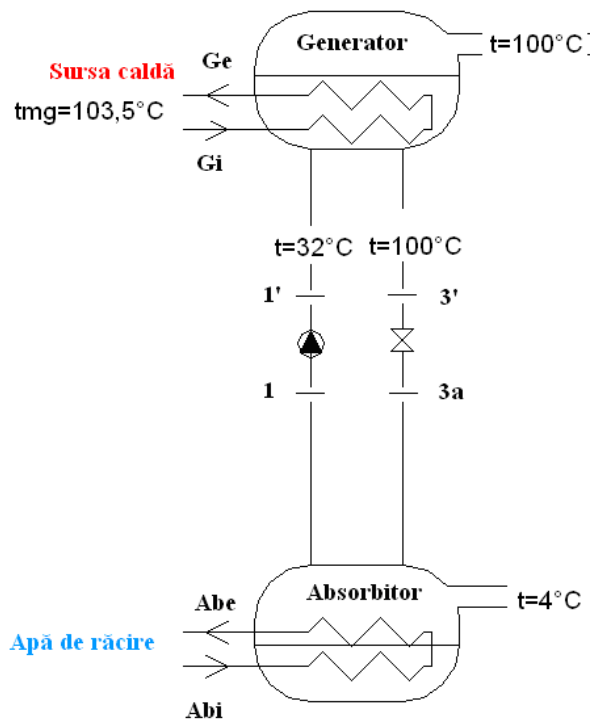 Generator
t=100°C
Ge
Sursa caldă
tmg=103,5°C
Gi
t=32°C t=100°C
1' 3'
1 3a
Absorbitor
Abe
t=4°C
Apă de răcire
Abi